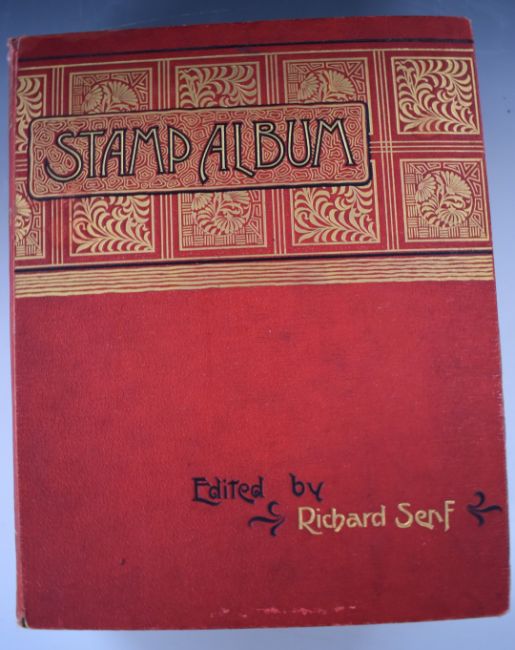 STAMP ALBUM
Edited by
Richard Senf